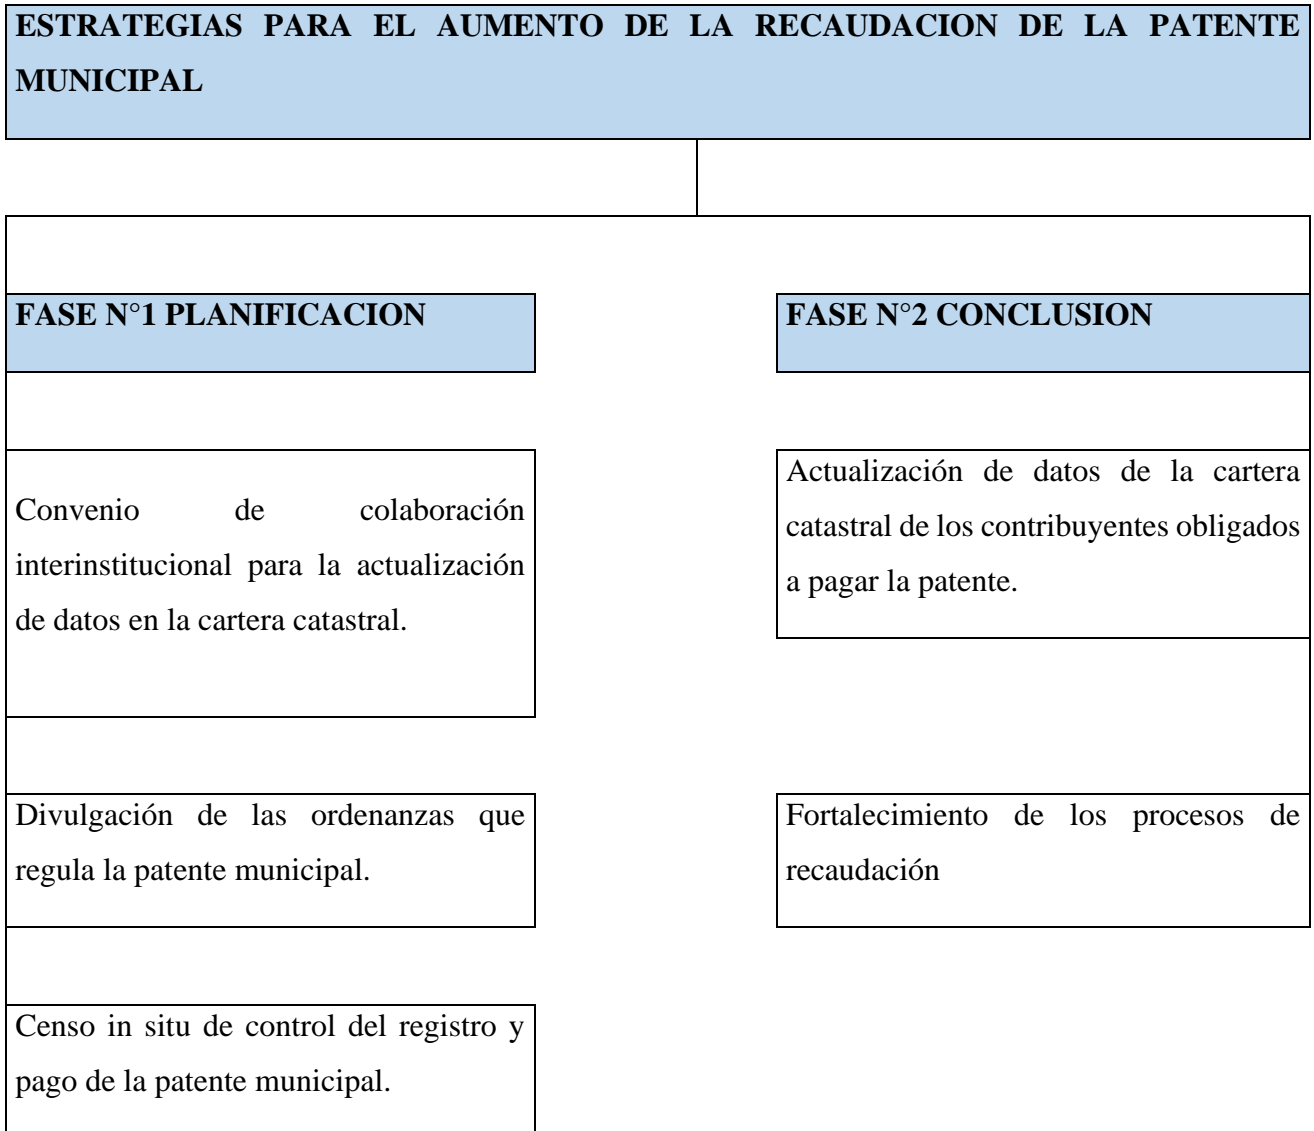 ESTRATEGIAS PARA EL AUMENTO DE LA RECAUDACION DE LA PATENTE
MUNICIPAL
FASE N°1 PLANIFICACION
Convenio de colaboración
interinstitucional para la actualización
de datos en la cartera catastral.
Divulgación de las ordenanzas que
regula la patente municipal.
Censo in situ de control del registro y
pago de la patente municipal.
FASE N°2 CONCLUSION
Actualización de datos de la cartera
catastral de los contribuyentes obligados
a pagar la patente.
Fortalecimiento de los procesos de
recaudación